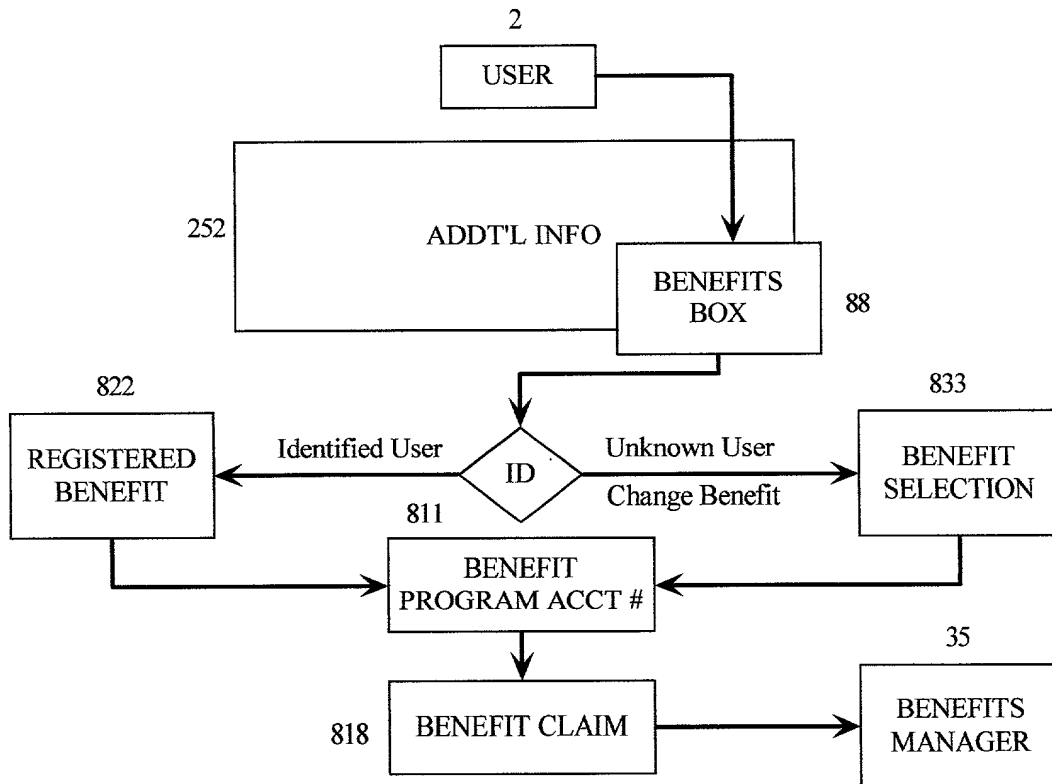 2
USER
252
ADDT'L INFO
BENEFITS
BOX
88
822
833
REGISTERED
BENEFIT
Identified User
ID
Unknown User
Change Benefit
BENEFIT
SELECTION
811
BENEFIT
PROGRAM ACCT #
35
818
BENEFIT CLAIM
BENEFITS
MANAGER